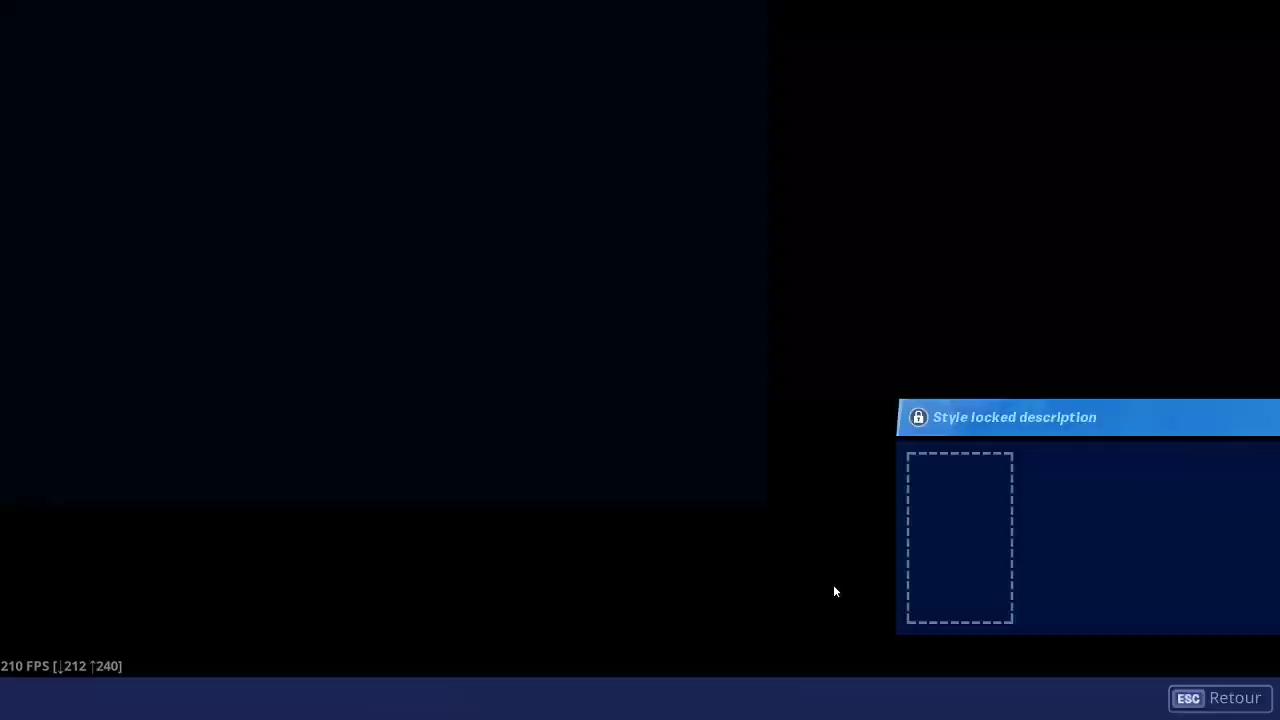 Style locked description
210 FPS [↓212 ↑240]
ESC Retour